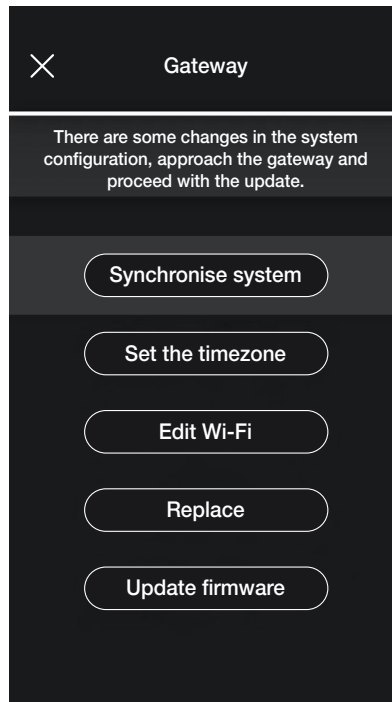 Gateway
There are some changes in the system
configuration, approach the gateway and
proceed with the update.
Synchronise system
Set the timezone
Edit Wi-Fi
Replace
Update firmware